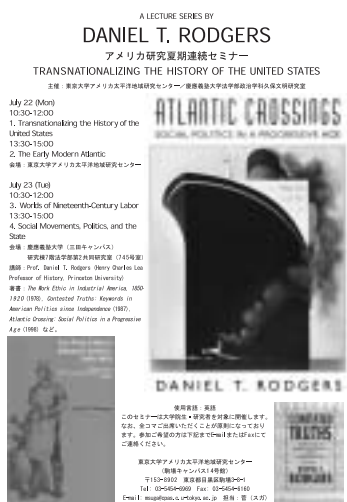 A LECTURE SERIES BY
DANIEL T. RODGERS
アメリカ研究夏期連続セミナー
TRANSNATIONALIZING THE HISTORY OF THE UNITED STATES
主催：東京大学アメリカ太平洋地域研究センター／慶應義塾大学法学部政治学科久保文明研究室
July 22 (Mon)
10:30-12:00
1. Transnationalizing the History of the
United States
13:30-15:00
2. The Early Modern Atlantic
会場：東京大学アメリカ太平洋地域研究センター
July 23 (Tue)
10:30-12:00
3. Worlds of Nineteenth-Century Labor
13:30-15:00
4. Social Movements, Politics, and the
State
会場：慶應義塾大学（三田キャンパス）
研究棟7階法学部第2共同研究室（745号室）
講師：Prof. Daniel T. Rodgers (Henry Charles Lea
Professor of History, Princeton University)
著書：The Work Ethic in Industrial America, 1850-
1920 (1978), Contested Truths: Keywords in
American Politics since Independence (1987),
Atlantic Crossing: Social Politics in a Progressive
Age (1998) など。
ATLANTIC CROSSINGS
SOCIAL POLITICS IN A PROGRESSIVE AGE
DANIEL T. RODGERS
使用言語：英語
このセミナーは大学院生・研究者を対象に開催します。
なお、全コマご出席いただくことが原則になっており
ます。参加ご希望の方は下記までE-mailまたはFaxにて
ご連絡ください。
東京大学アメリカ太平洋地域研究センター
（駒場キャンパス14号館）
〒153-8902 東京都目黒区駒場3-8-1
Tel: 03-5454-6969 Fax: 03-5454-6160
TRUTHS
RODGERS